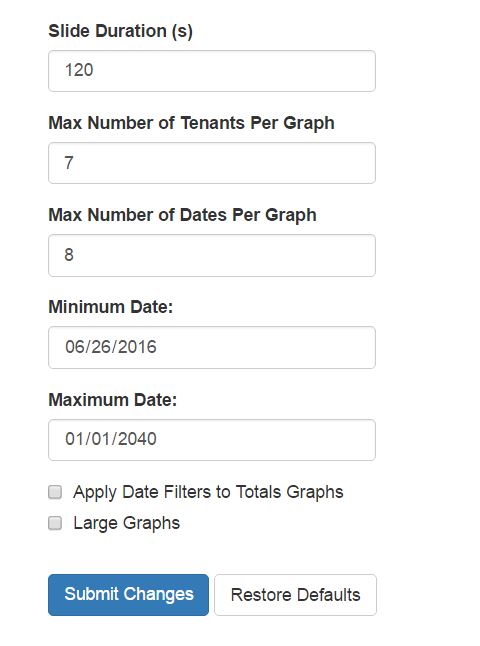 Slide Duration (s)
120
Max Number of Tenants Per Graph
7
Max Number of Dates Per Graph
8
Minimum Date:
06/26/2016
Maximum Date:
01/01/2040
Apply Date Filters to Totals Graphs
Large Graphs
Submit Changes Restore Defaults